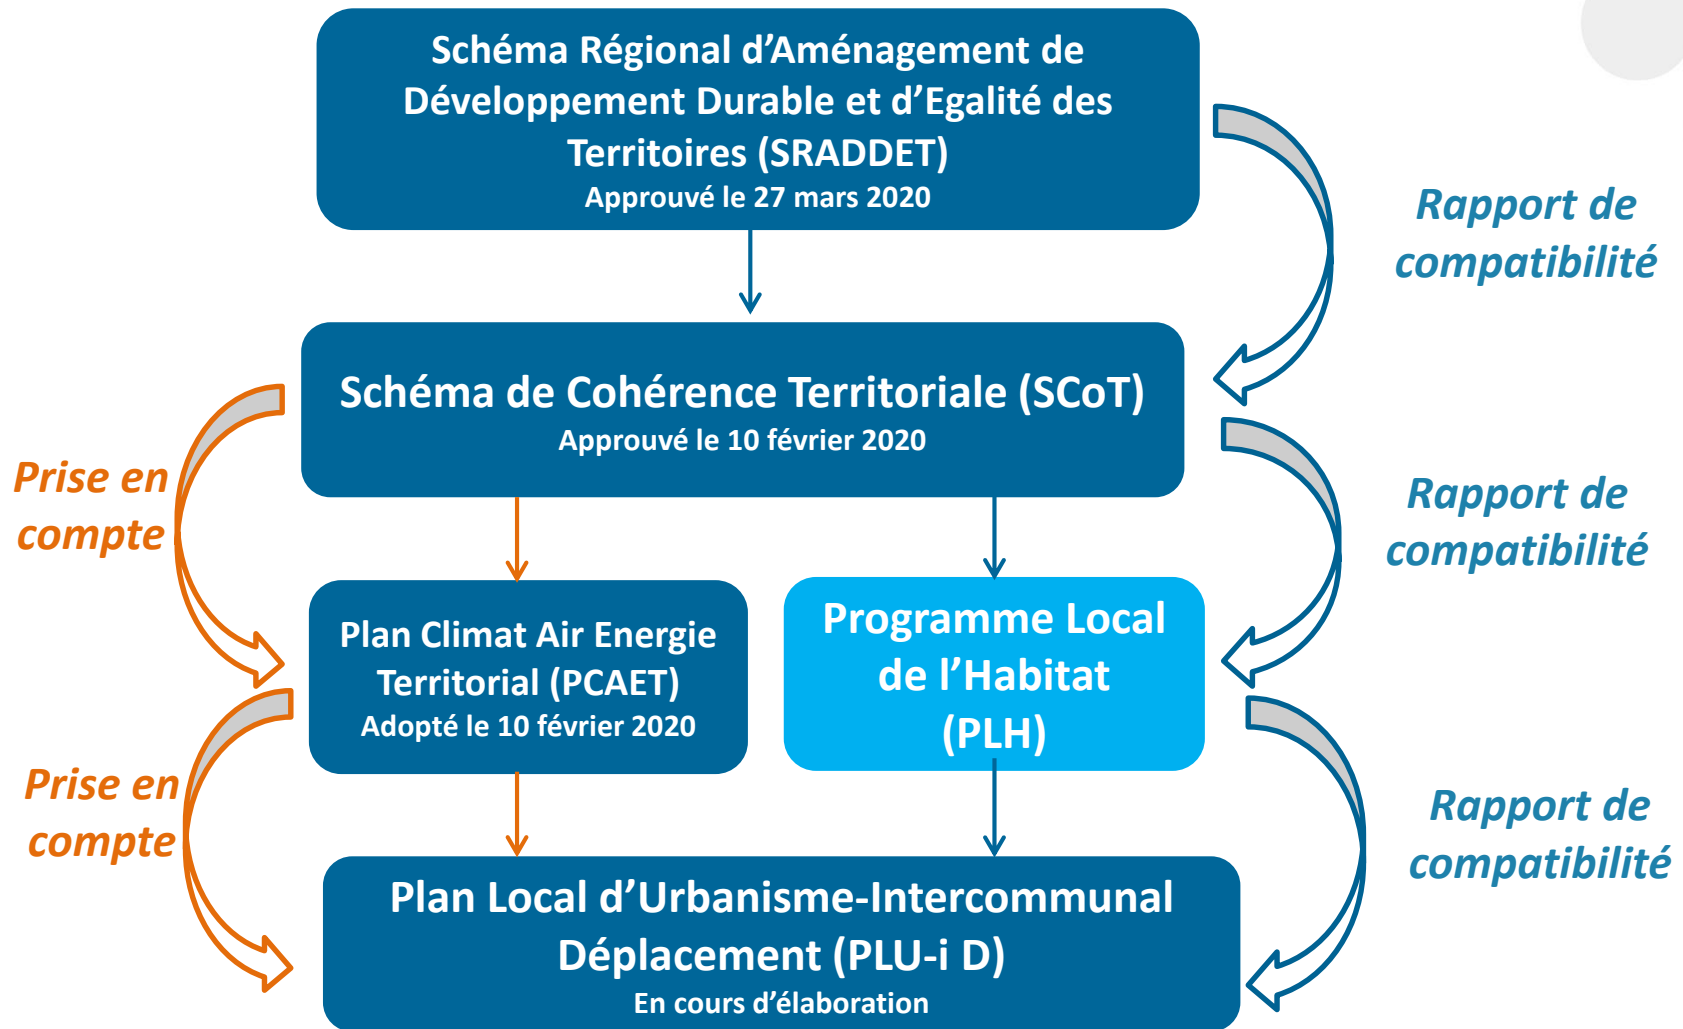 Schéma Régional d’Aménagement de
Développement Durable et d’Egalité des
Territoires (SRADDET)
Approuvé le 27 mars 2020
Rapport de
compatibilité
Schéma de Cohérence Territoriale (SCoT)
Approuvé le 10 février 2020
Prise en
compte
Rapport de
compatibilité
Plan Climat Air Energie
Territorial (PCAET)
Adopté le 10 février 2020
Programme Local
de l’Habitat
(PLH)
Prise en
compte
Rapport de
compatibilité
Plan Local d’Urbanisme-Intercommunal
Déplacement (PLU-i D)
En cours d’élaboration